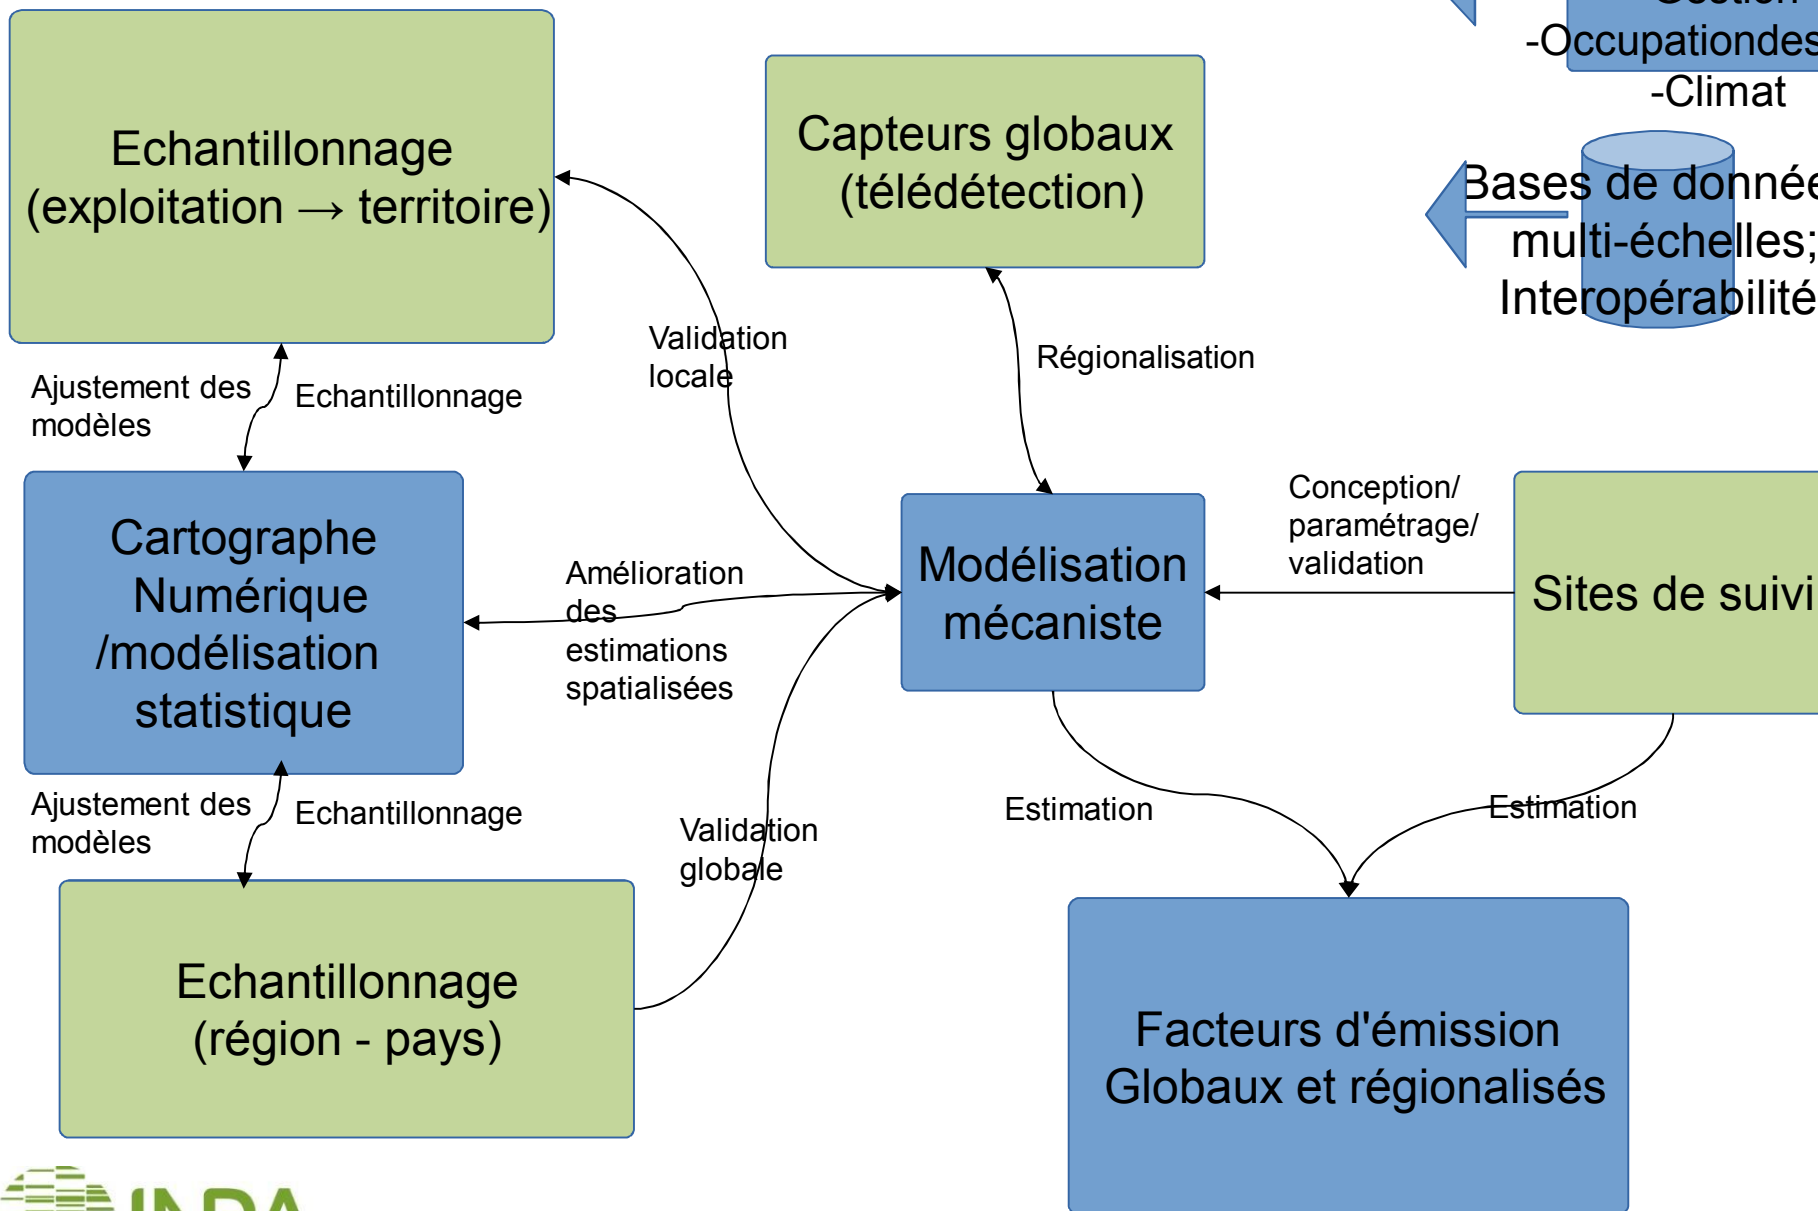 -Occupationdes
-Climat
Echantillonnage
(exploitation → territoire)
Capteurs globaux
(télédétection)
Bases de donnée
multi-échelles;
Interopérabilité
Validation
locale
Régionalisation
Ajustement des
modèles
Echantillonnage
Cartographe
Numérique
/modélisation
statistique
Amélioration
des
estimations
spatialisées
Modélisation
mécaniste
Conception/
paramétrage/
validation
Sites de suivi
Ajustement des
modèles
Echantillonnage
Validation
globale
Estimation
Estimation
Echantillonnage
(région - pays)
Facteurs d'émission
Globaux et régionalisés
INRA